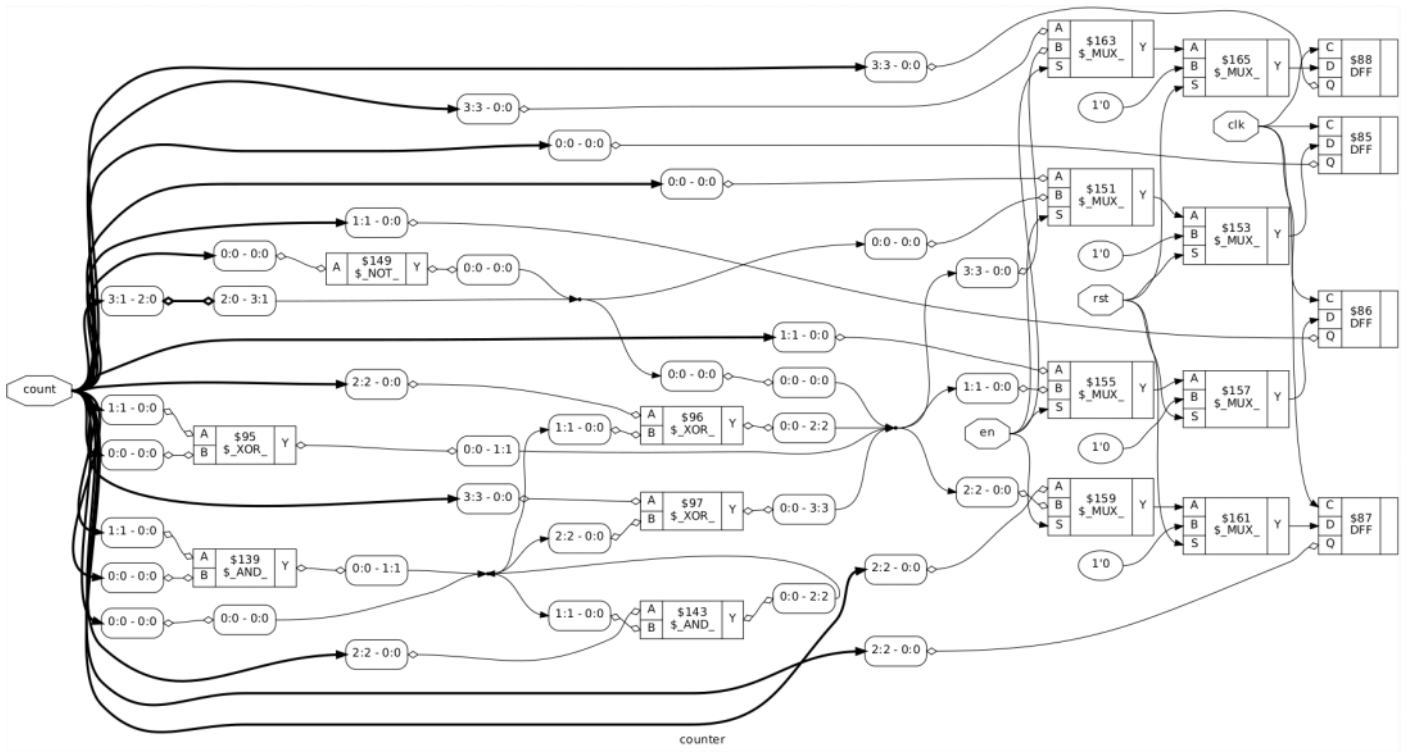 3:3 - 0:0
A
B
S
$163
$_MUX_
Y
A
B
S
$165
$_MUX_
Y
C
D
Q
$88
DFF
3:3 - 0:0
1'0
clk
C
D
Q
$85
DFF
0:0 - 0:0
0:0 - 0:0
A
B
S
$151
$_MUX_
Y
1:1 - 0:0
A
B
S
$153
$_MUX_
Y
0:0 - 0:0
A
$149
$_NOT_
Y
0:0 - 0:0
0:0 - 0:0
1'0
3:3 - 0:0
3:1 - 2:0
2:0 - 3:1
rst
C
D
Q
$86
DFF
1:1 - 0:0
count
2:2 - 0:0
0:0 - 0:0
0:0 - 0:0
1:1 - 0:0
A
B
S
$155
$_MUX_
Y
A
B
S
$157
$_MUX_
Y
1:1 - 0:0
0:0 - 0:0
A
B
$95
$_XOR_
Y
0:0 - 1:1
1:1 - 0:0
A
B
$96
$_XOR_
Y
0:0 - 2:2
en
1'0
3:3 - 0:0
A
B
$97
$_XOR_
Y
0:0 - 3:3
2:2 - 0:0
A
B
S
$159
$_MUX_
Y
A
B
S
$161
$_MUX_
Y
C
D
Q
$87
DFF
1:1 - 0:0
0:0 - 0:0
A
B
$139
$_AND_
Y
0:0 - 1:1
2:2 - 0:0
2:2 - 0:0
1'0
0:0 - 0:0
0:0 - 0:0
1:1 - 0:0
A
B
$143
$_AND_
Y
0:0 - 2:2
2:2 - 0:0
2:2 - 0:0
counter